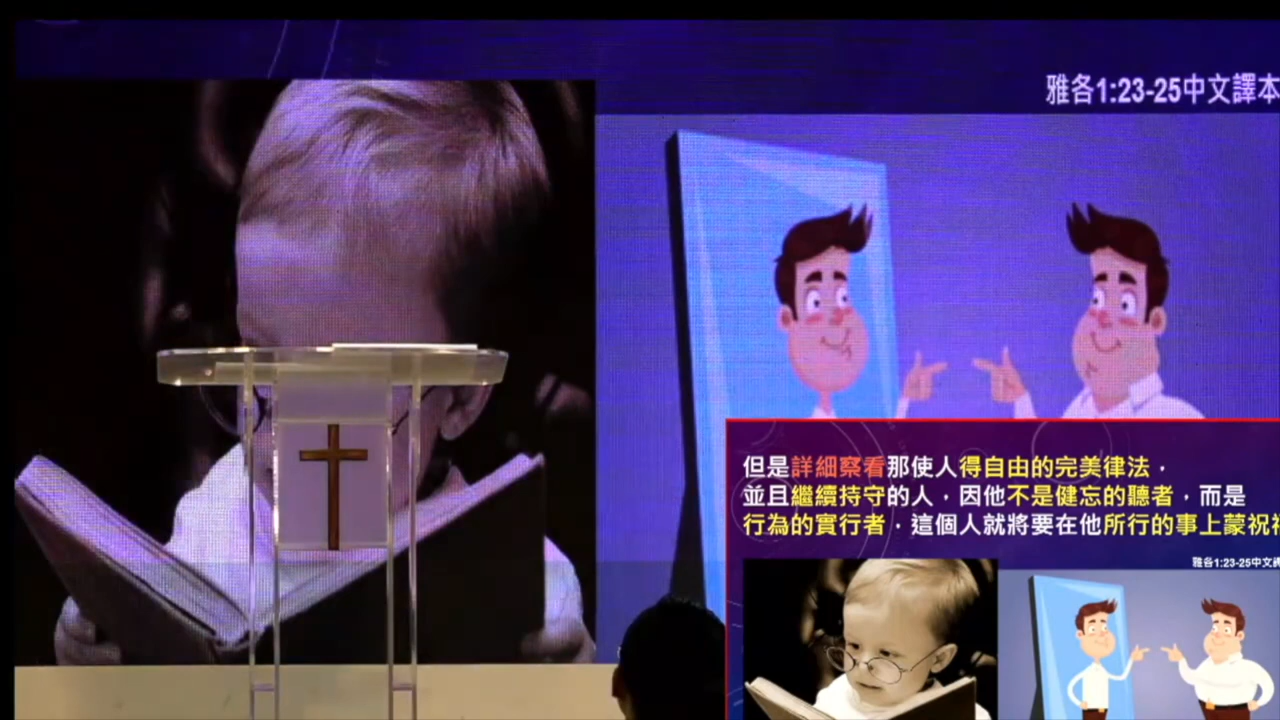 雅各1:23-25中文譯本
但是詳細察看那使人得自由的完美律法，
並且繼續持守的人，因他不是健忘的聽者，而是
行為的實行者，這個人就將要在他所行的事上蒙祝
雅各1:23-25中文